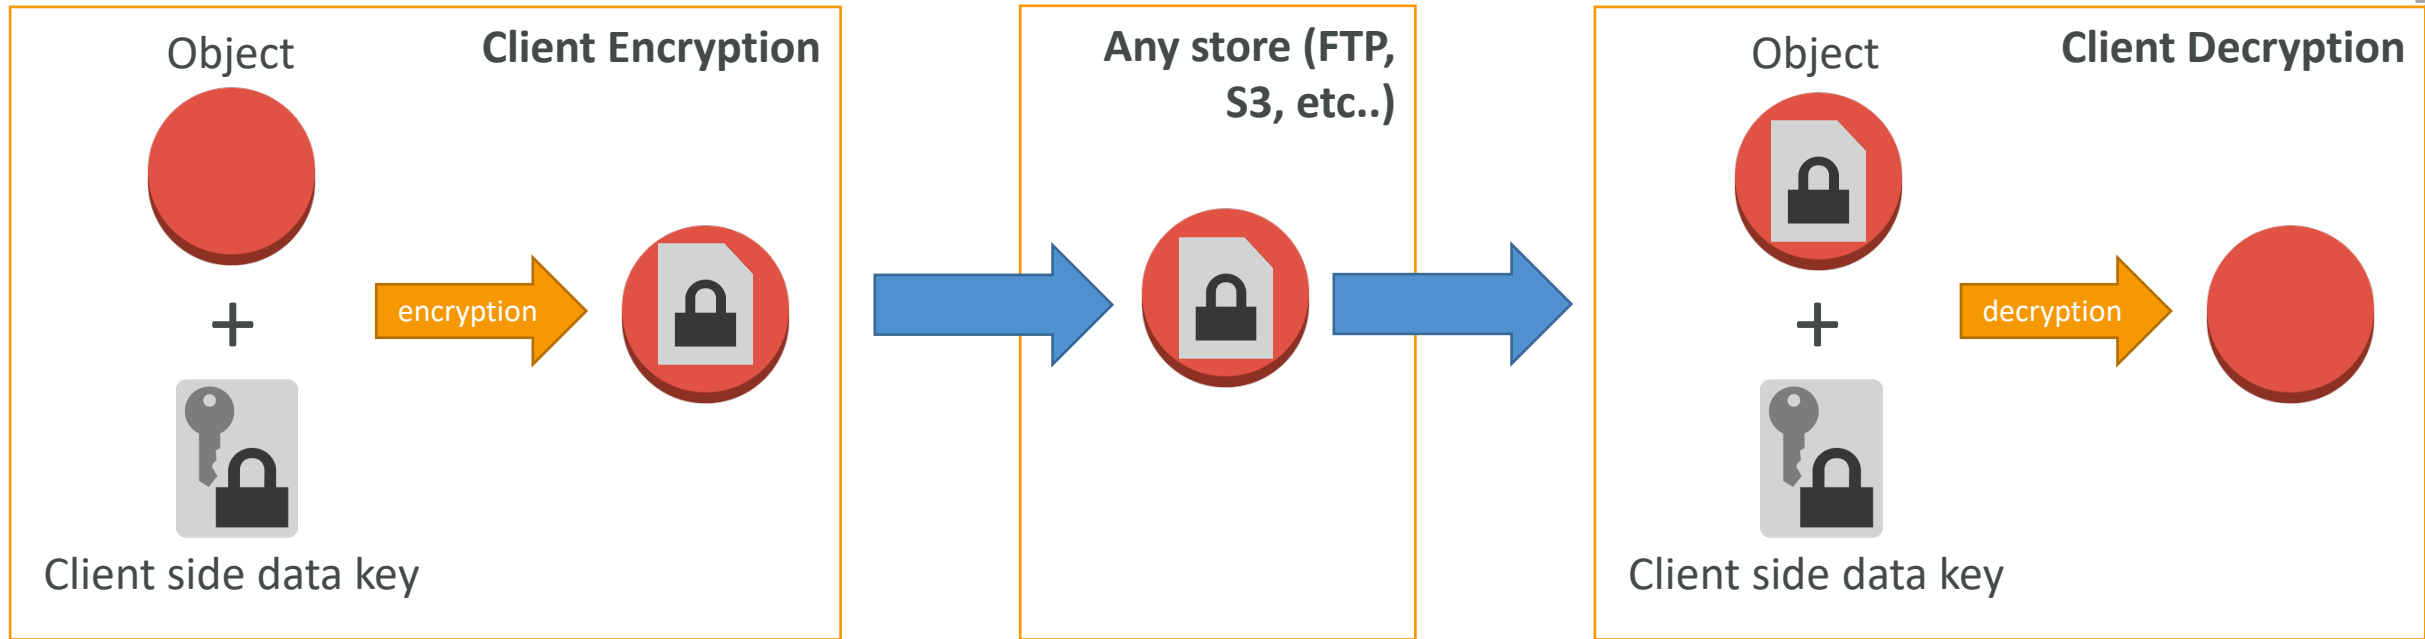 Object
Client Encryption
encryption
+
Client side data key
Any store (FTP,
S3, etc..)
Object
Client Decryption
decryption
+
Client side data key